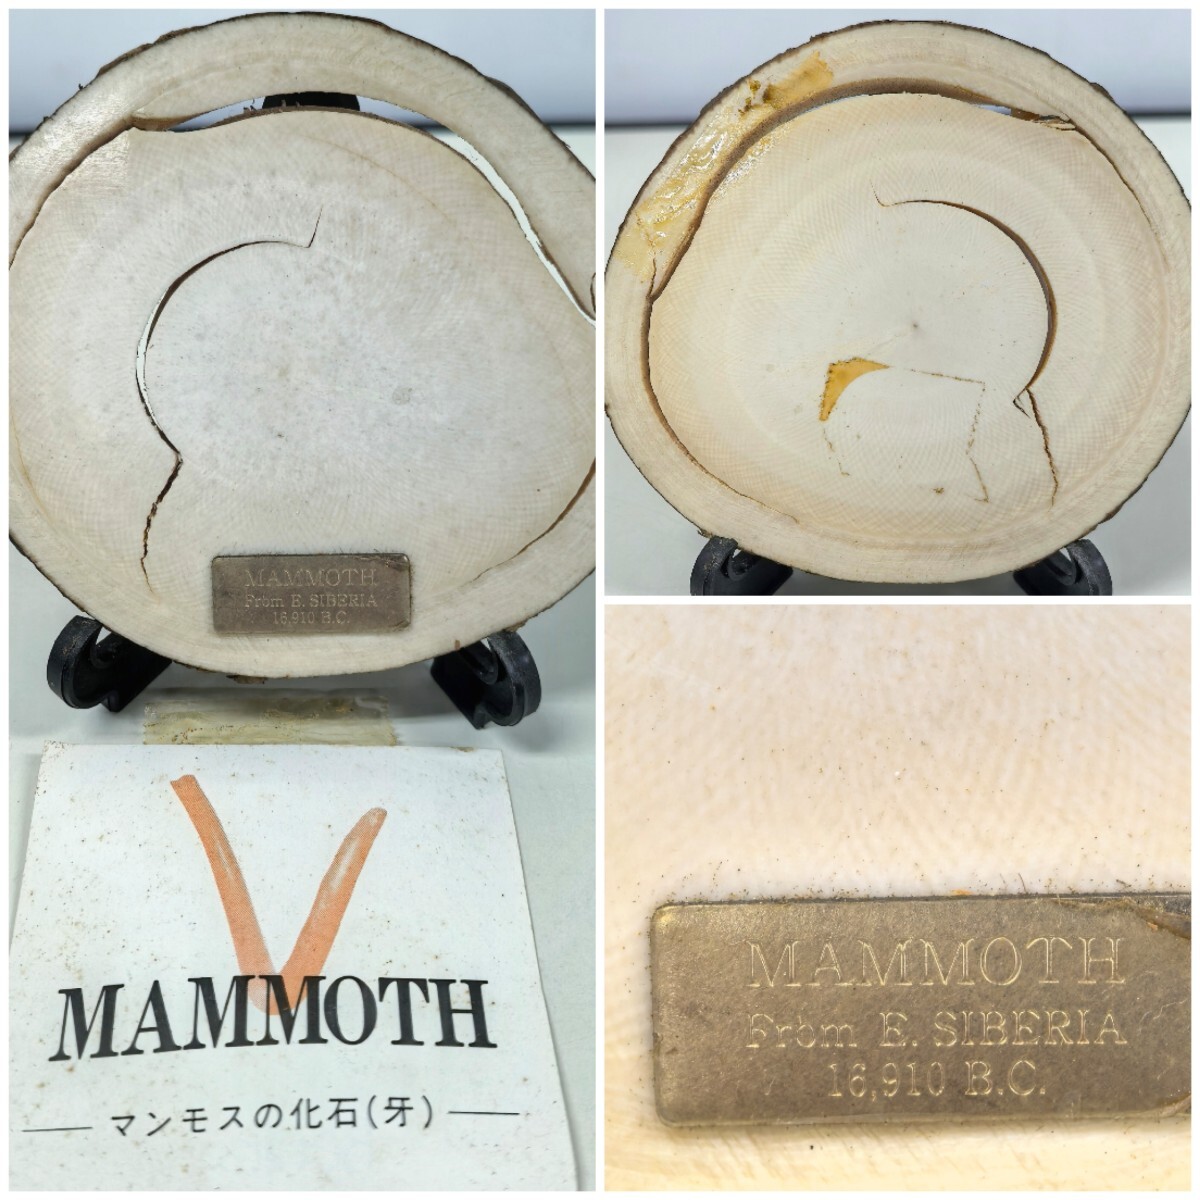 MAMMOTH
From E. SIBERIA
16,910 B.C.
MAMMOTH
マンモスの化石(牙)
MAMMOTH
From E. SIBERIA
16,910 B.C.